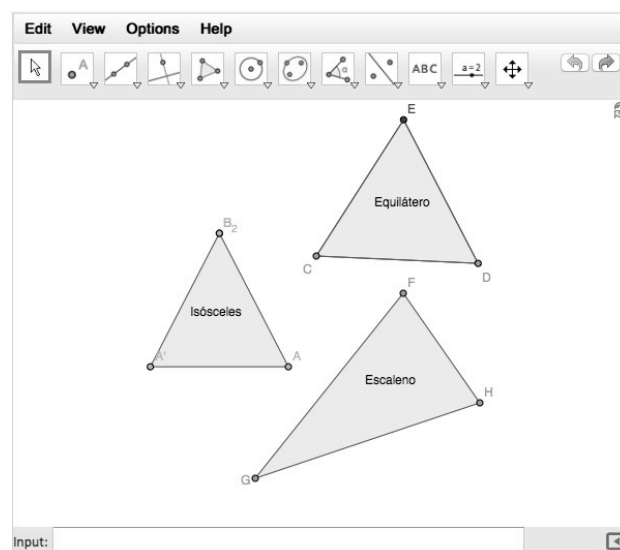 Edit View Options Help
A ABC a=2
E
Equilátero
B2
C
D
F
Isósceles
A' A
Escaleno
H
G
Input: